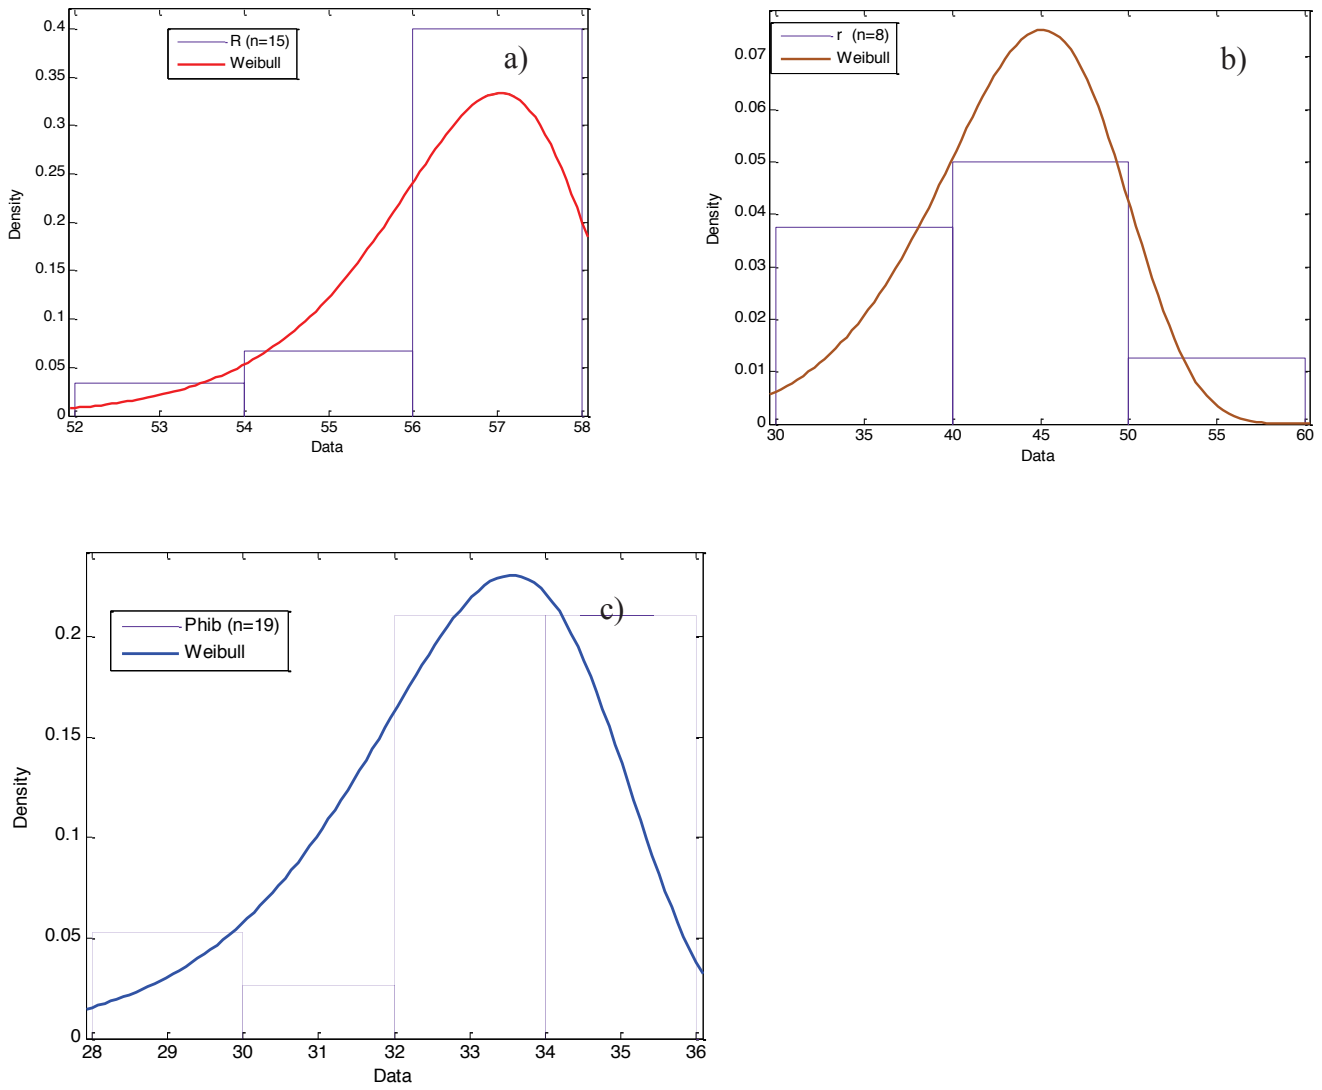 R (n=15)
Weibull
a)
0.4
0.35
0.3
0.25
0.2
0.15
0.1
0.05
0
52 53 54 55 56 57 58
Data
Density
r (n=8)
Weibull
b)
0.07
0.06
0.05
0.04
0.03
0.02
0.01
0
30 35 40 45 50 55 60
Data
Density
Phib (n=19)
Weibull
c)
0.2
0.15
0.1
0.05
0
28 29 30 31 32 33 34 35 36
Data
Density